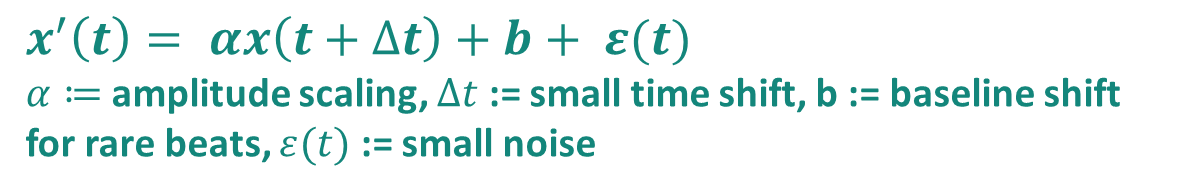 x′(t) = αx(t + Δt) + b + ε(t)
α := amplitude scaling, Δt := small time shift, b := baseline shift
for rare beats, ε(t) := small noise